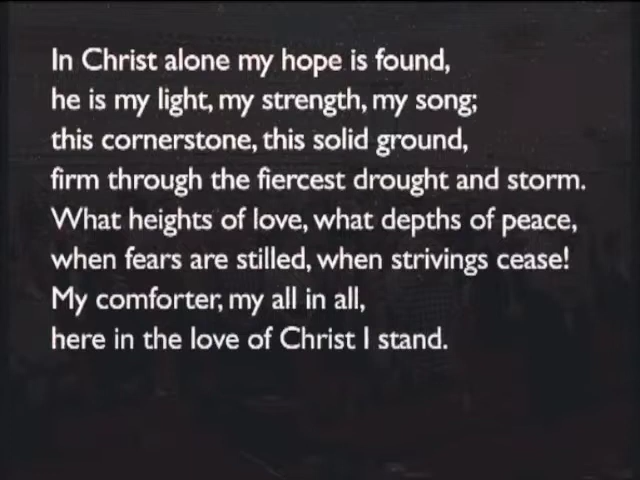 In Christ alone my hope is found,
he is my light, my strength, my song;
this cornerstone, this solid ground,
firm through the fiercest drought and storm.
What heights of love, what depths of peace,
when fears are stilled, when strivings cease!
My comforter, my all in all,
here in the love of Christ I stand.